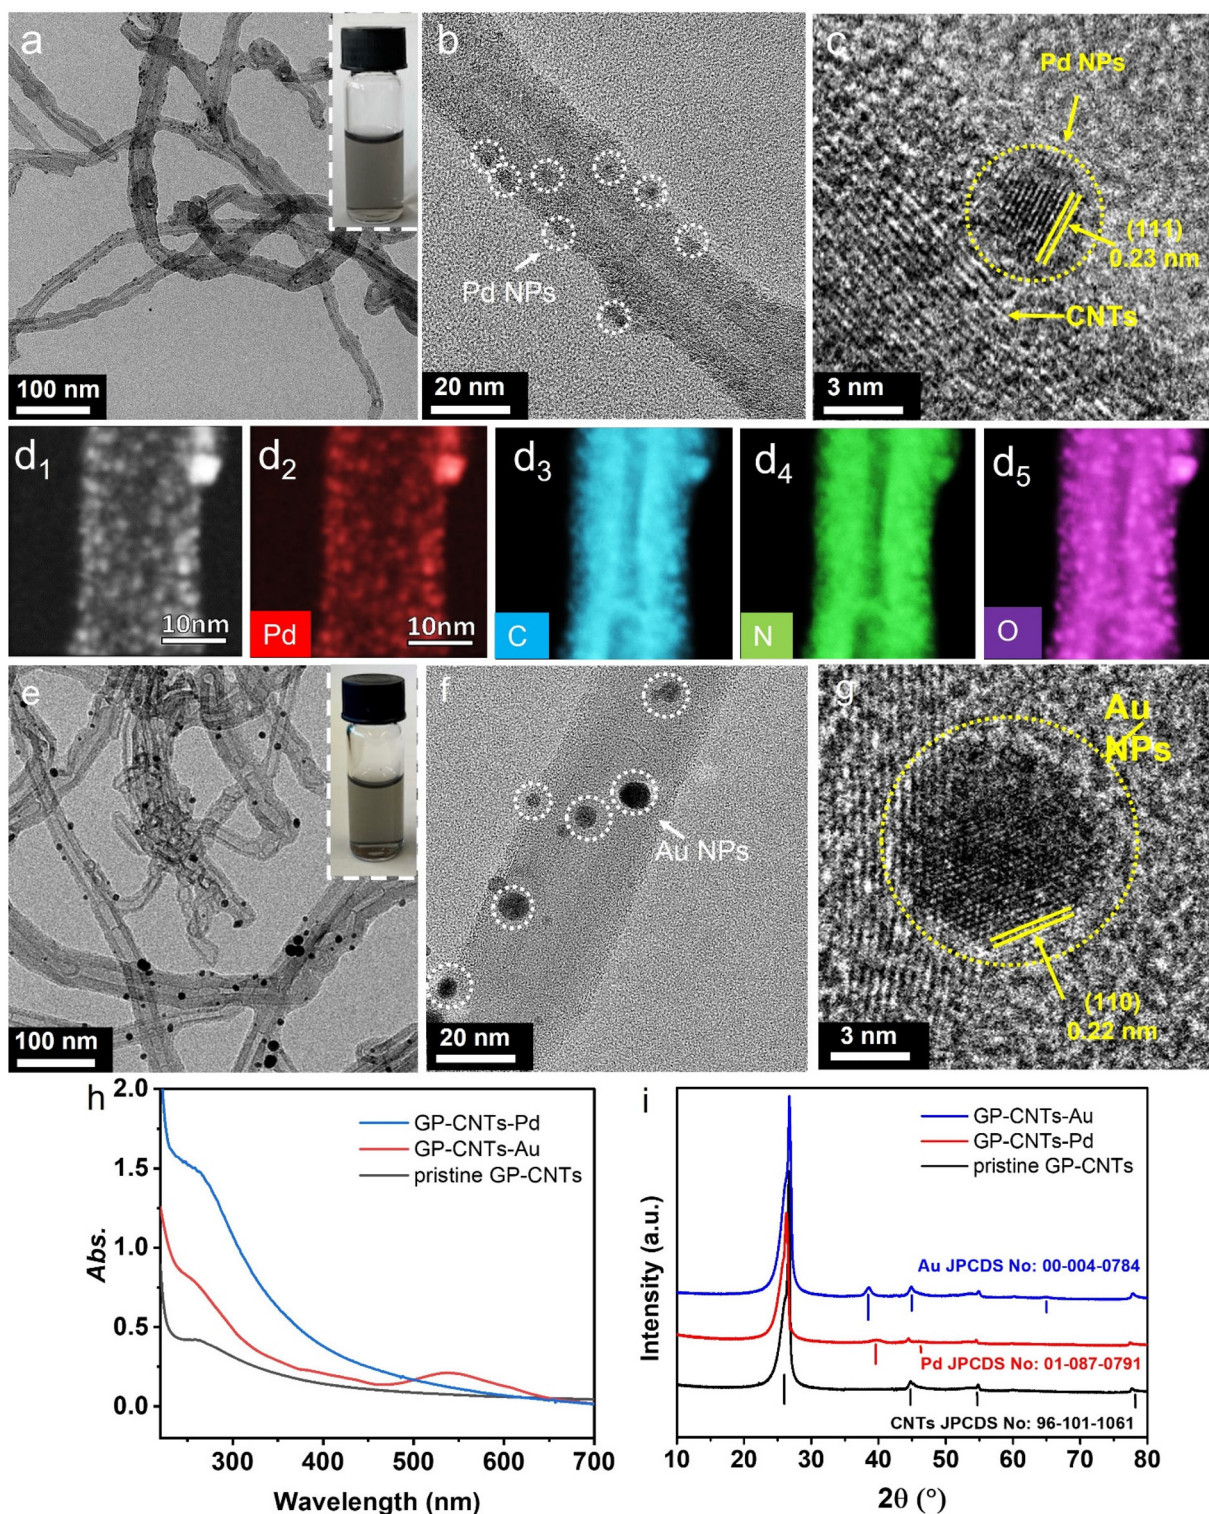 a
b
c
Pd NPs
(111)
0.23 nm
CNTs
Pd NPs
100 nm
20 nm
3 nm
d1
d2
d3
d4
d5
10nm
Pd
10nm
C
N
O
e
f
g
Au
NPs
Au NPs
(110)
0.22 nm
100 nm
20 nm
3 nm
h
2.0
1.5
1.0
0.5
0.0
Abs.
GP-CNTs-Pd
GP-CNTs-Au
pristine GP-CNTs
300 400 500 600 700
Wavelength (nm)
i
Intensity (a.u.)
GP-CNTs-Au
GP-CNTs-Pd
pristine GP-CNTs
Au JPCDS No: 00-004-0784
Pd JPCDS No: 01-087-0791
CNTs JPCDS No: 96-101-1061
10 20 30 40 50 60 70 80
2θ (°)